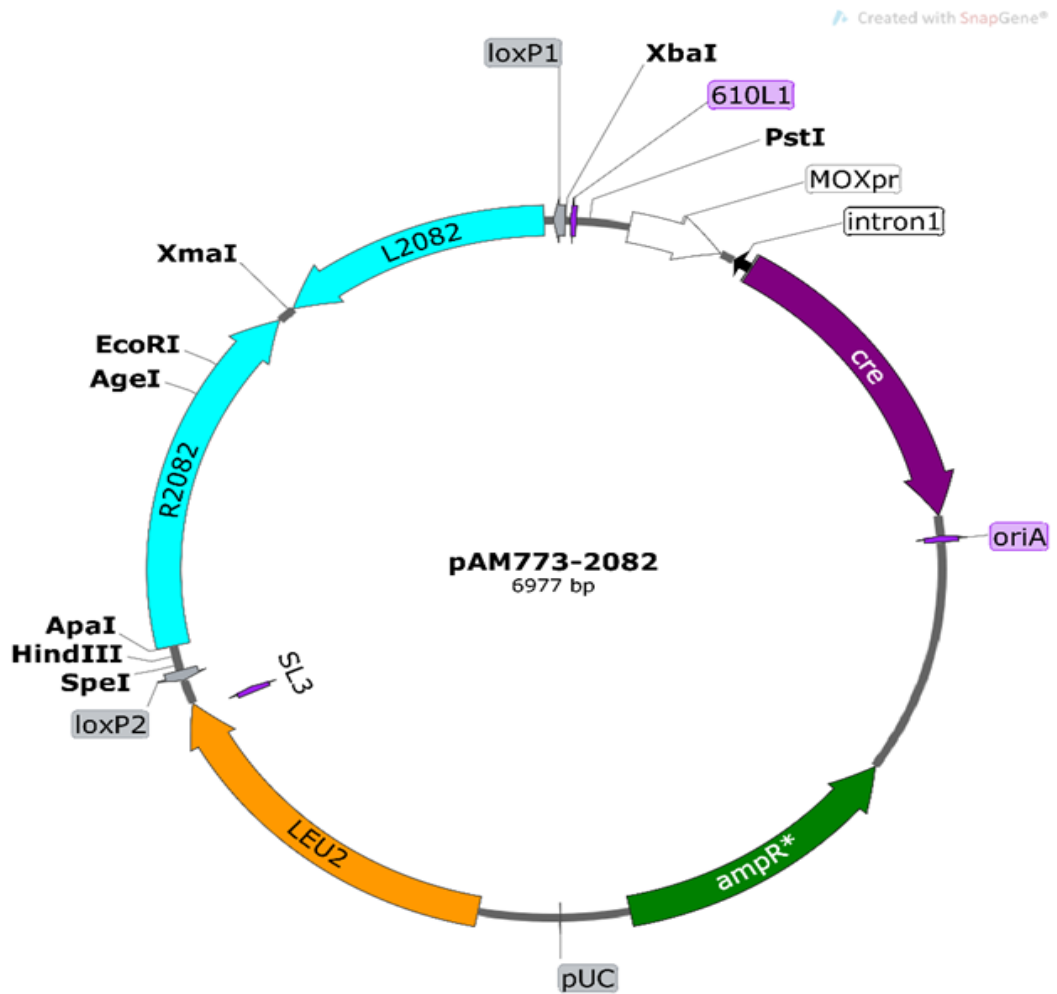 Created with SnapGene®
loxP1
XbaI
610L1
PstI
MOXpr
intron1
L2082
XmaI
EcoRI
AgeI
cre
R2082
oriA
pAM773-2082
6977 bp
ApaI
HindIII
SpeI
SL3
loxP2
LEU2
ampR*
pUC